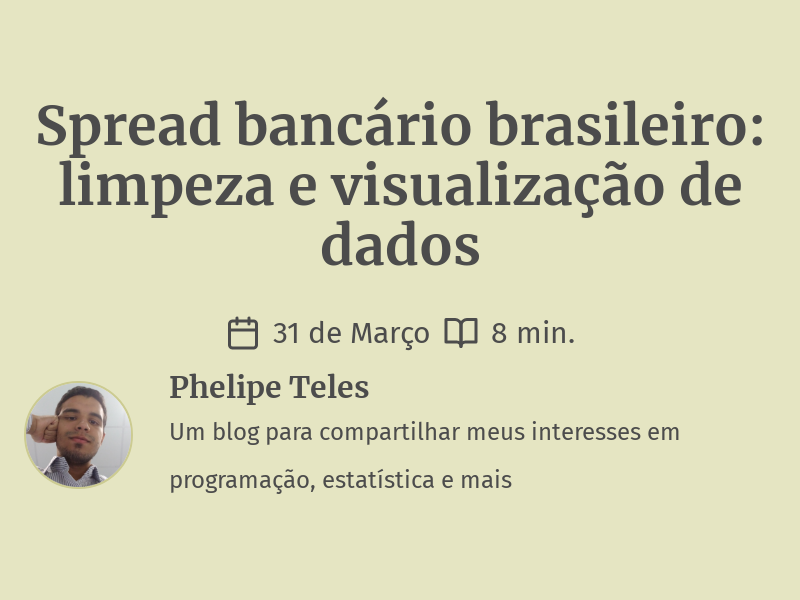 Spread bancário brasileiro:
limpeza e visualização de
dados
31 de Março 8 min.
Phelipe Teles
Um blog para compartilhar meus interesses em
programação, estatística e mais